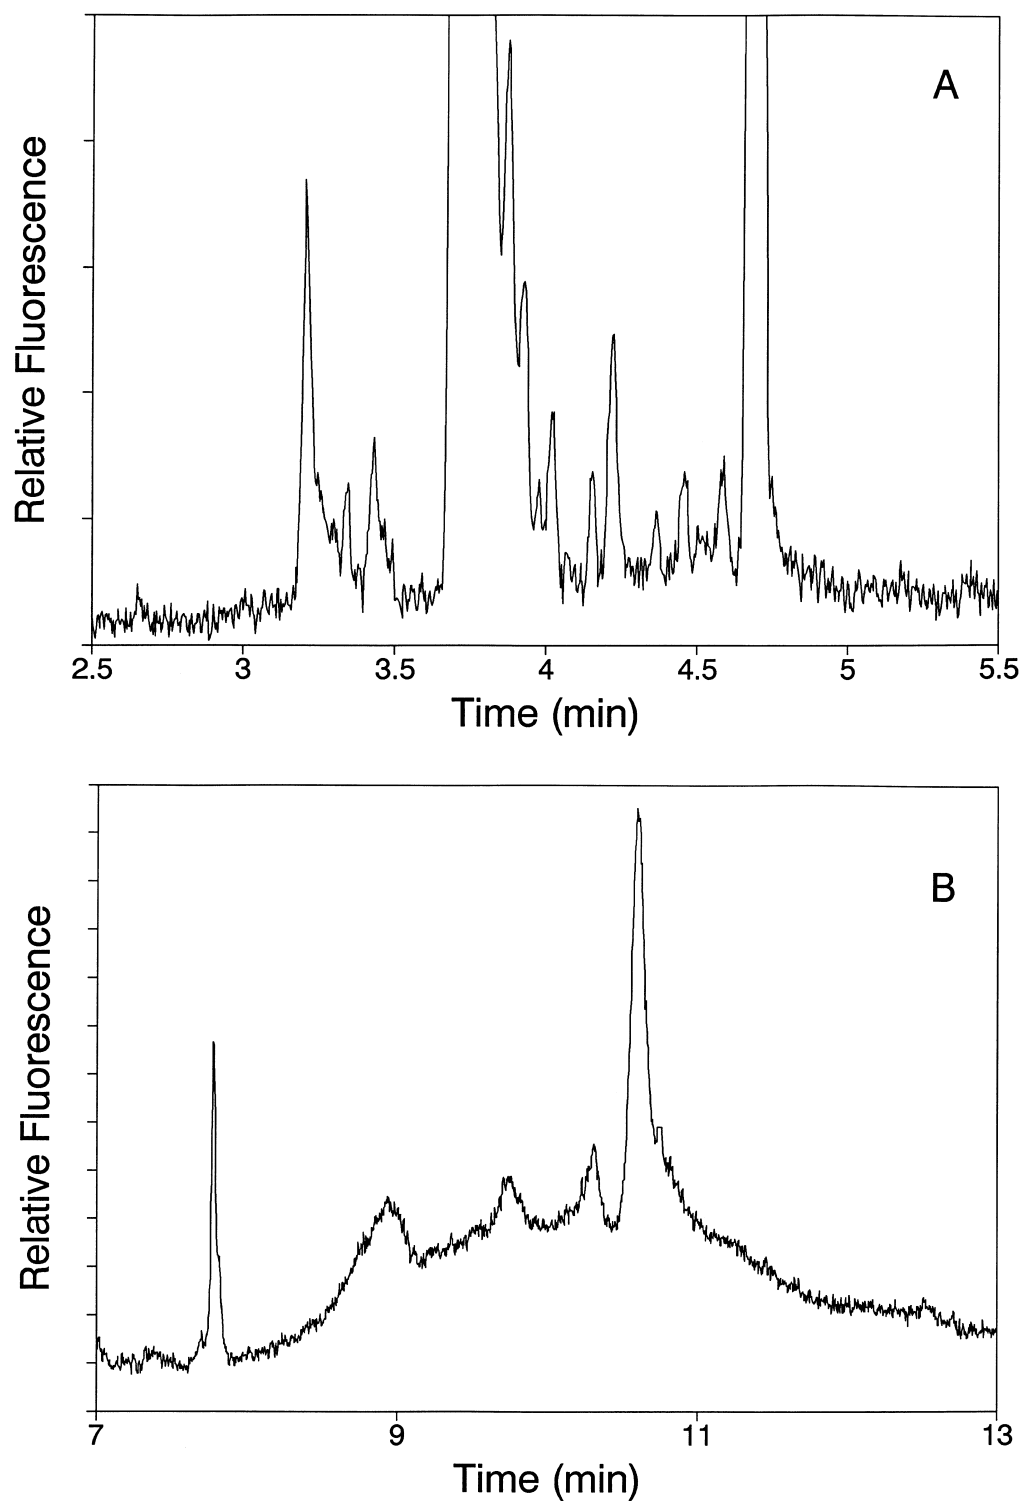 A
Relative Fluorescence
2.5 3 3.5 4 4.5 5 5.5
Time (min)
B
Relative Fluorescence
7 9 11 13
Time (min)